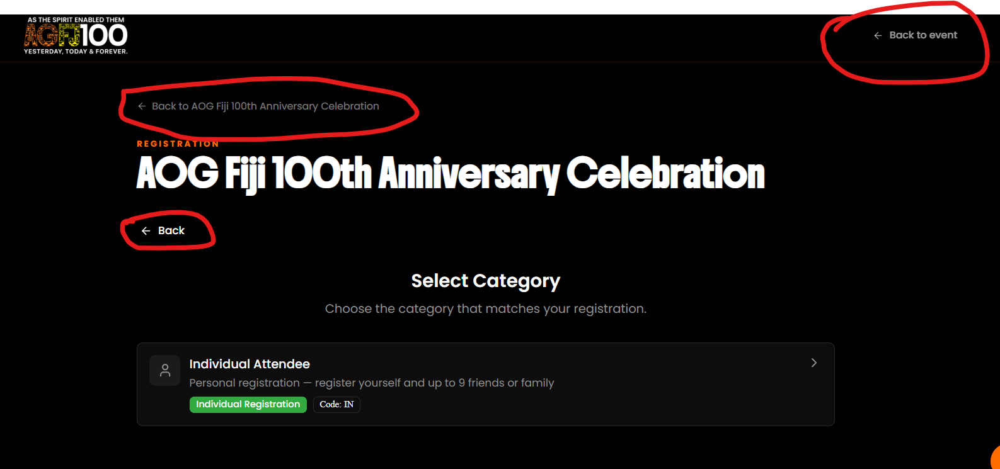 AS THE SPIRIT ENABLED THEM
AGFJ100
YESTERDAY, TODAY & FOREVER.
← Back to event
← Back to AOG Fiji 100th Anniversary Celebration
REGISTRATION
AOG Fiji 100th Anniversary Celebration
← Back
Select Category
Choose the category that matches your registration.
Individual Attendee
Personal registration — register yourself and up to 9 friends or family
Individual Registration
Code: IN